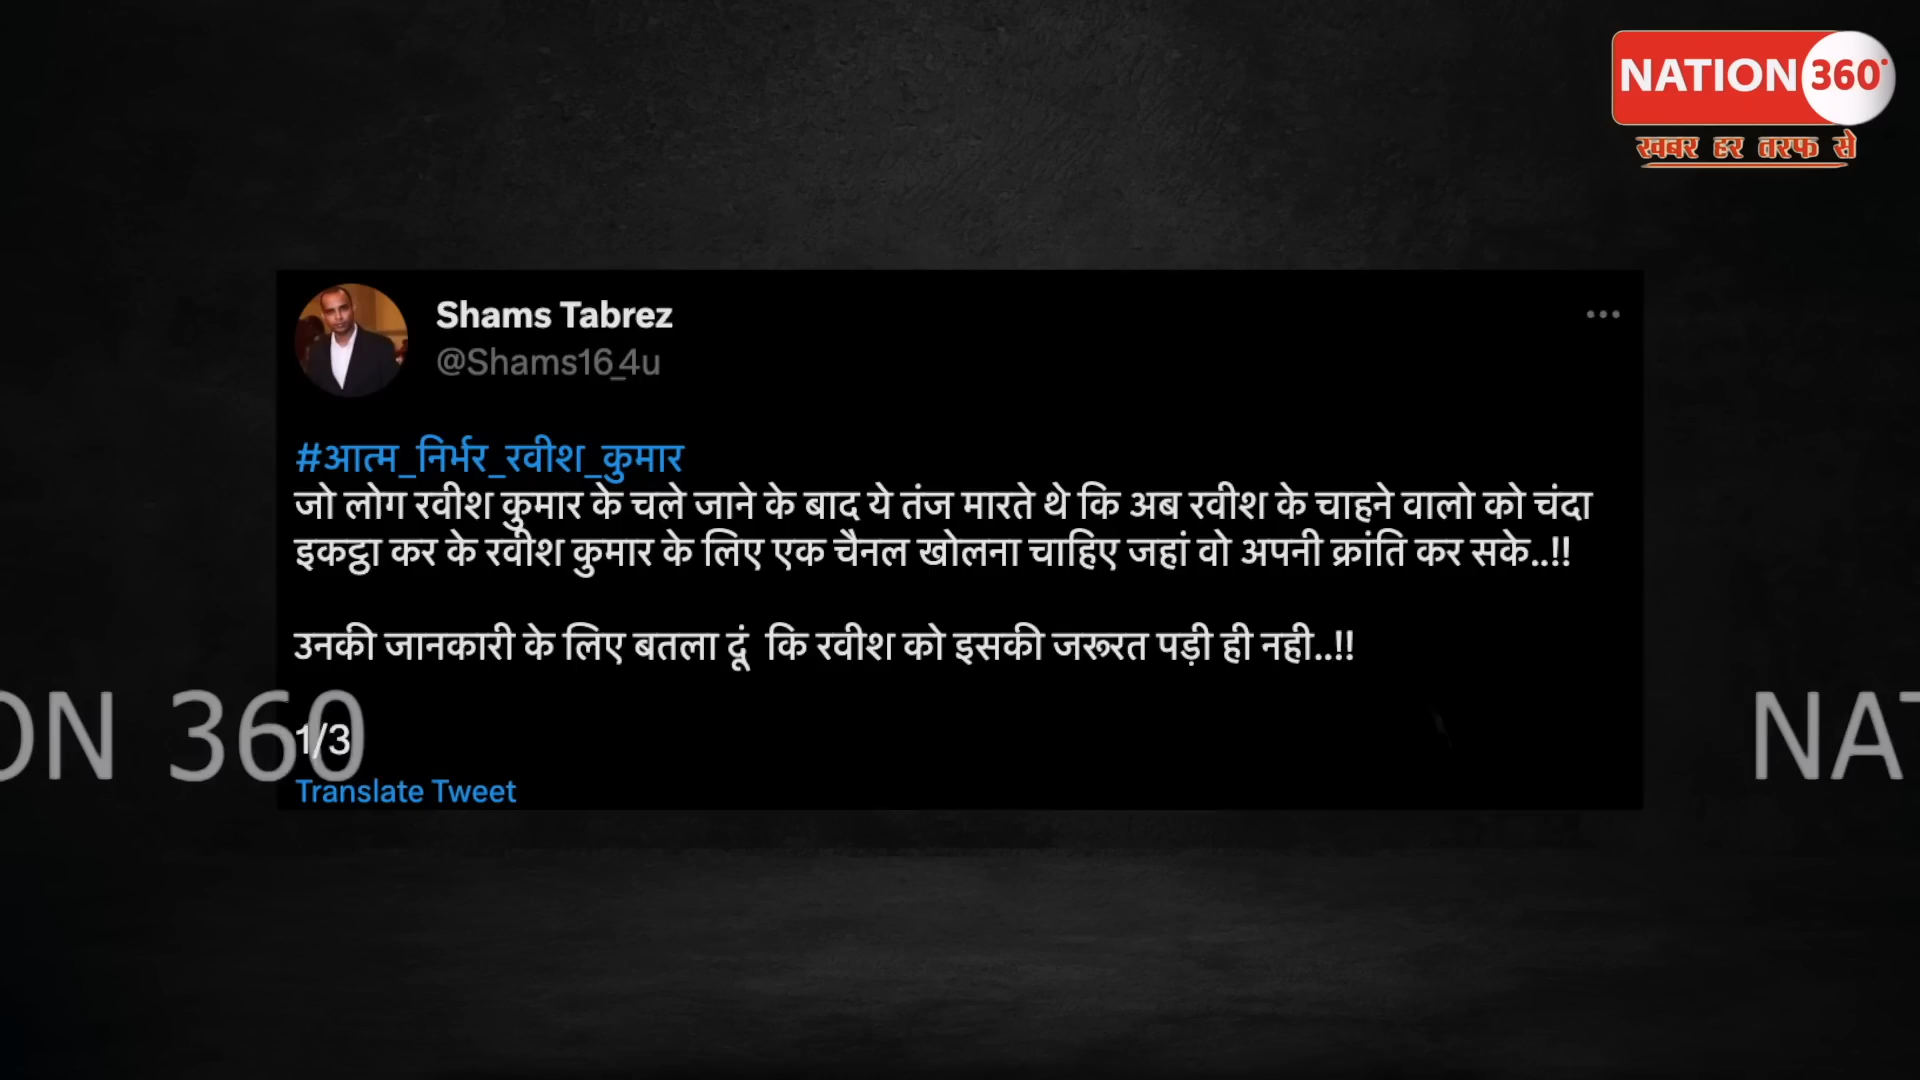 NATION 360°
खबर हर तरफ से
Shams Tabrez
@Shams16_4u
#आत्म_निर्भर_रवीश_कुमार
जो लोग रवीश कुमार के चले जाने के बाद ये तंज मारते थे कि अब रवीश के चाहने वालो को चंदा
इकट्ठा कर के रवीश कुमार के लिए एक चैनल खोलना चाहिए जहां वो अपनी क्रांति कर सके..!!
उनकी जानकारी के लिए बतला दूं कि रवीश को इसकी जरूरत पड़ी ही नही..!!
ON 360
NAT
1/3
Translate Tweet